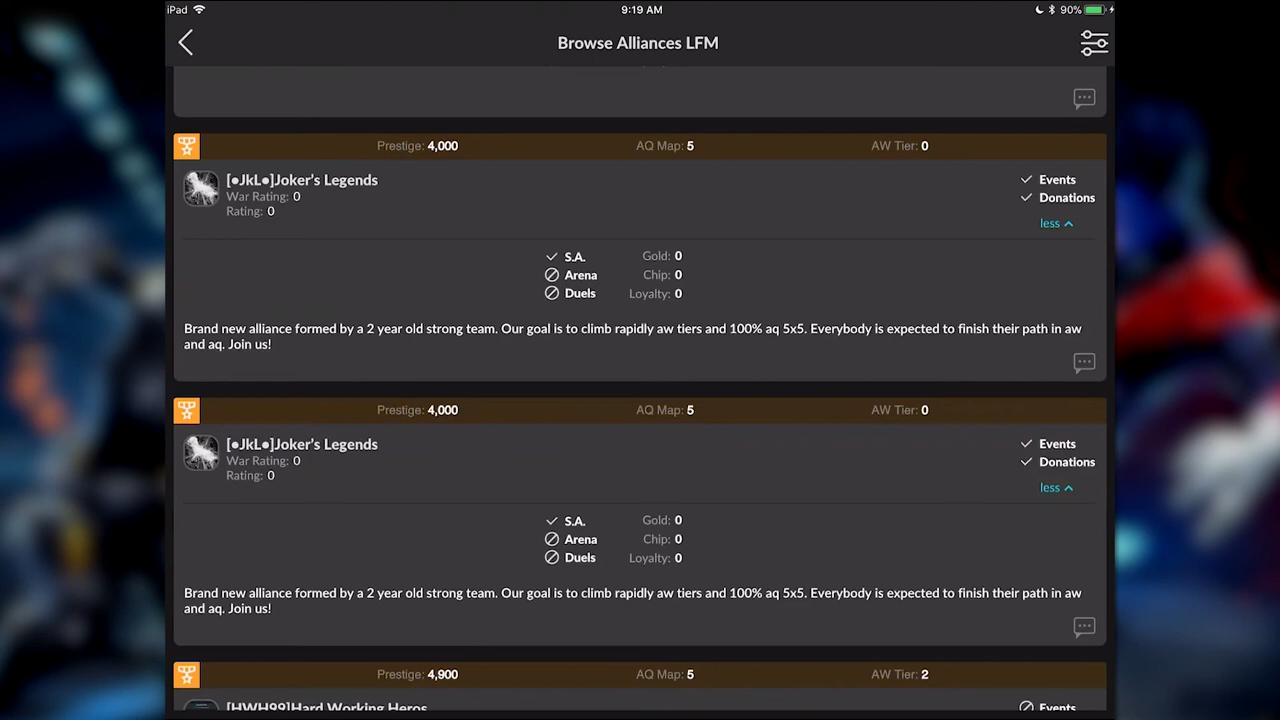 iPad 9:19 AM 90%
Browse Alliances LFM
Prestige: 4,000 AQ Map: 5 AW Tier: 0
[●JkL●]Joker's Legends
War Rating: 0
Rating: 0
Events
Donations
less
S.A. Gold: 0
Arena Chip: 0
Duels Loyalty: 0
Brand new alliance formed by a 2 year old strong team. Our goal is to climb rapidly aw tiers and 100% aq 5x5. Everybody is expected to finish their path in aw
and aq. Join us!
Prestige: 4,000 AQ Map: 5 AW Tier: 0
[●JkL●]Joker's Legends
War Rating: 0
Rating: 0
Events
Donations
less
S.A. Gold: 0
Arena Chip: 0
Duels Loyalty: 0
Brand new alliance formed by a 2 year old strong team. Our goal is to climb rapidly aw tiers and 100% aq 5x5. Everybody is expected to finish their path in aw
and aq. Join us!
Prestige: 4,900 AQ Map: 5 AW Tier: 2
[HWH99]Hard Working Heros Events